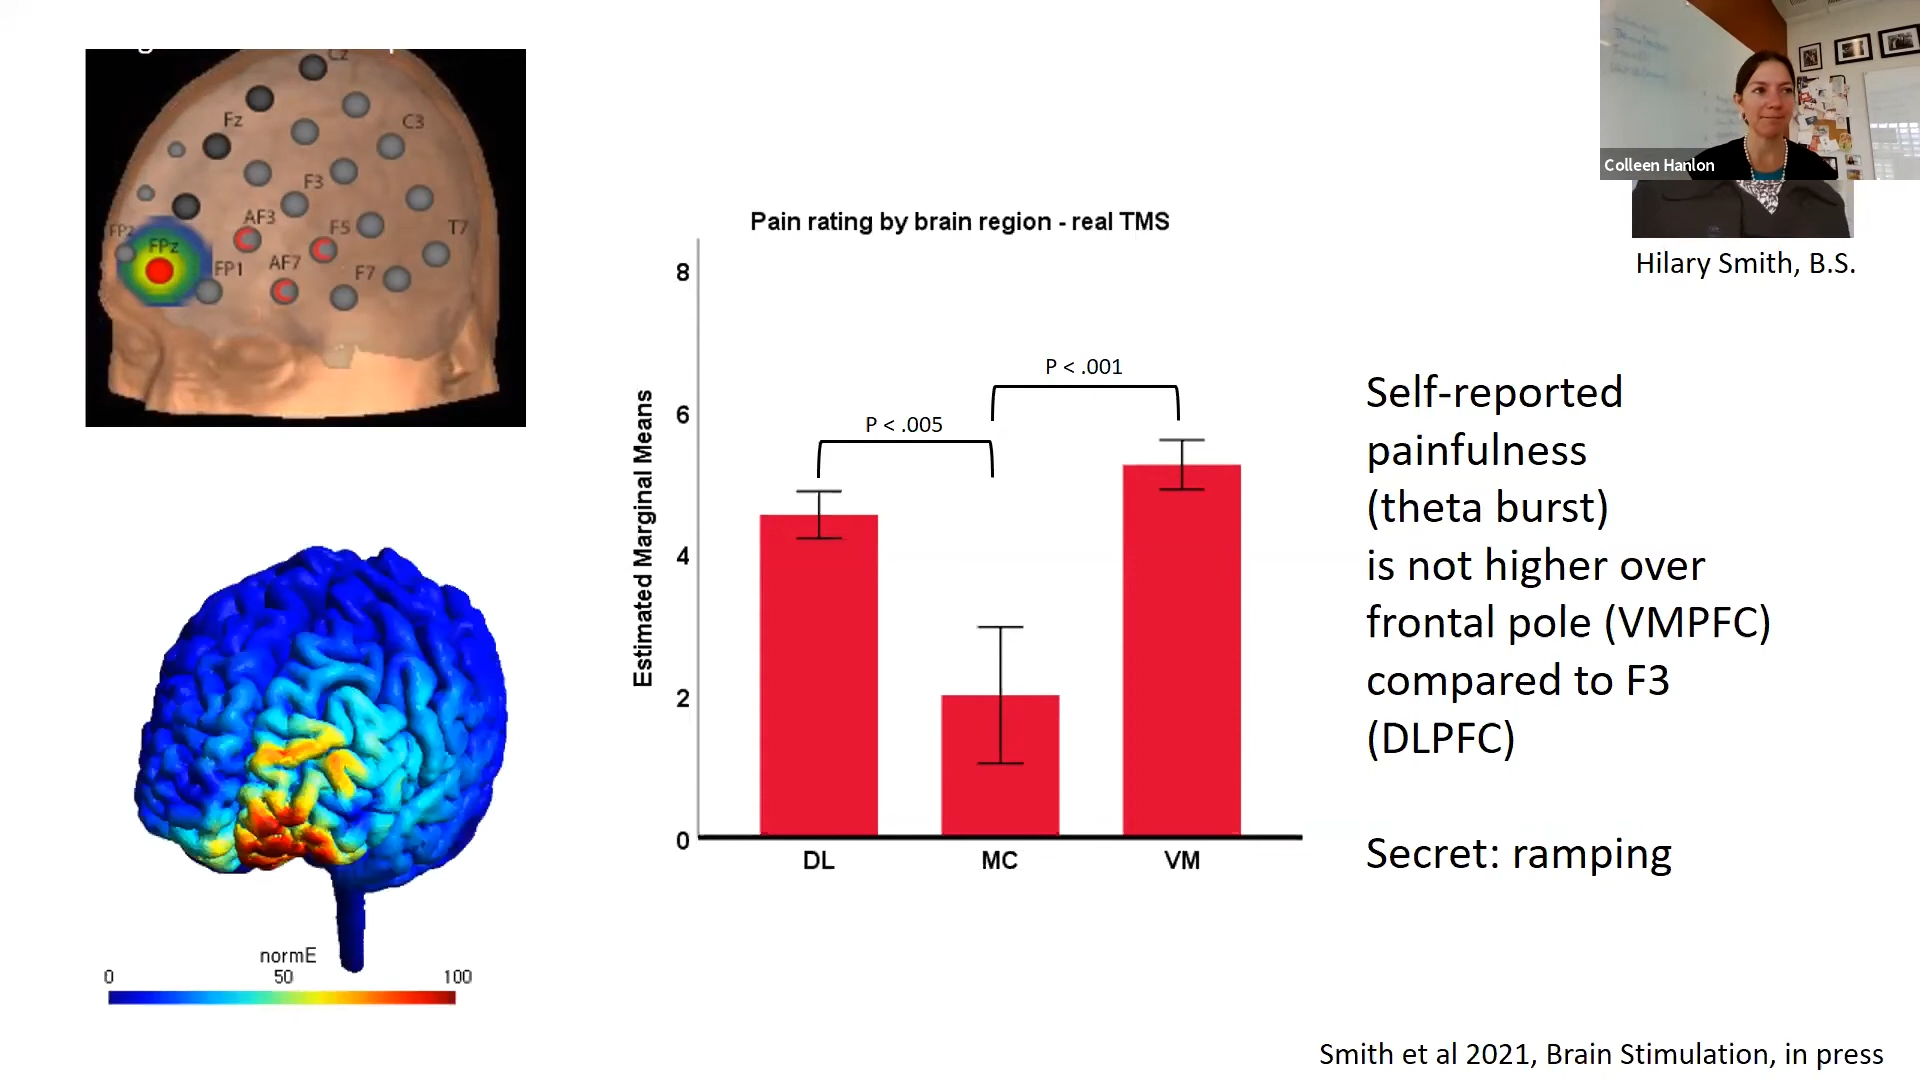 Cz
Fz
C3
F3
AF3
F5
T7
FP2
FPz
FP1
AF7
F7
normE
0 50 100
Pain rating by brain region - real TMS
Estimated Marginal Means
8
6
4
2
0
P < .005
P < .001
DL MC VM
Colleen Hanlon
Hilary Smith, B.S.
Self-reported
painfulness
(theta burst)
is not higher over
frontal pole (VMPFC)
compared to F3
(DLPFC)
Secret: ramping
Smith et al 2021, Brain Stimulation, in press